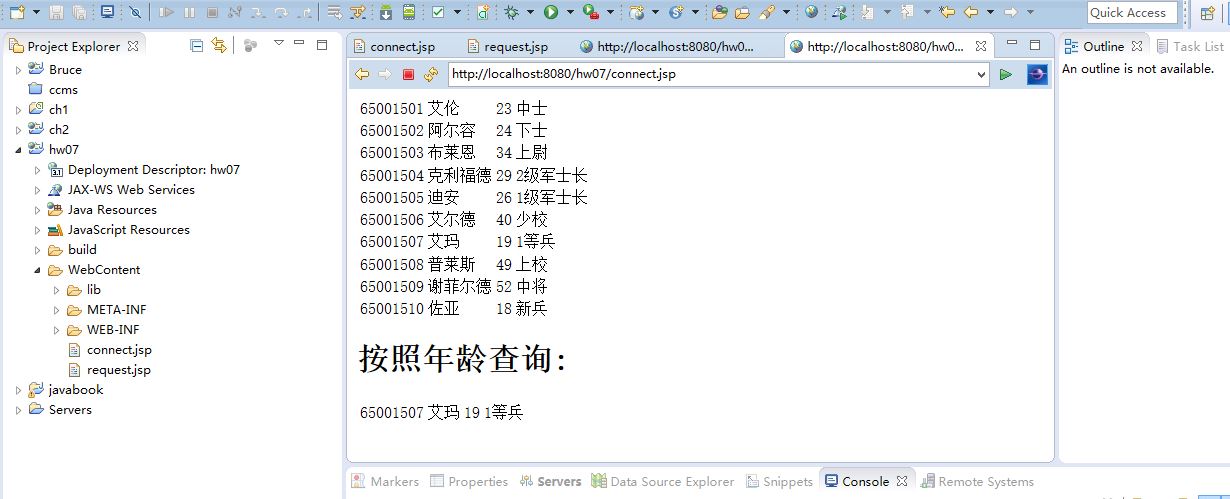 Quick Access
Project Explorer
Bruce
ccms
ch1
ch2
hw07
Deployment Descriptor: hw07
JAX-WS Web Services
Java Resources
JavaScript Resources
build
WebContent
lib
META-INF
WEB-INF
connect.jsp
request.jsp
javabook
Servers
connect.jsp
request.jsp
http://localhost:8080/hw0...
http://localhost:8080/hw0...
http://localhost:8080/hw07/connect.jsp
65001501 艾伦 23 中士
65001502 阿尔容 24 下士
65001503 布莱恩 34 上尉
65001504 克利福德 29 2级军士长
65001505 迪安 26 1级军士长
65001506 艾尔德 40 少校
65001507 艾玛 19 1等兵
65001508 普莱斯 49 上校
65001509 谢菲尔德 52 中将
65001510 佐亚 18 新兵
按照年龄查询:
65001507 艾玛 19 1等兵
Outline
Task List
An outline is not available.
Markers
Properties
Servers
Data Source Explorer
Snippets
Console
Remote Systems